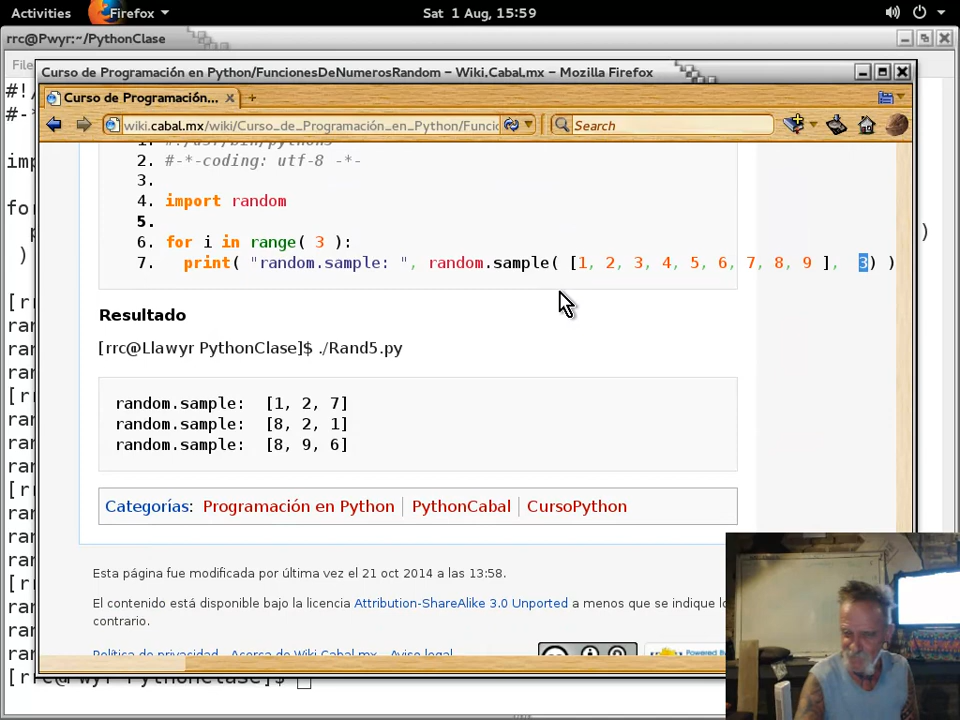 Activities Firefox Sat 1 Aug, 15:59
rrc@Pwyr:~/PythonClase
File
Curso de Programación en Python/FuncionesDeNumerosRandom – Wiki.Cabal.mx – Mozilla Firefox
Curso de Programación...
wiki.cabal.mx/wiki/Curso_de_Programación_en_Python/Funcio
Search
2. #-*-coding: utf-8 -*-
3.
4. import random
5.
6. for i in range( 3 ):
7. print( "random.sample: ", random.sample( [1, 2, 3, 4, 5, 6, 7, 8, 9 ], 3) )
Resultado
[rrc@Llawyr PythonClase]$ ./Rand5.py
random.sample: [1, 2, 7]
random.sample: [8, 2, 1]
random.sample: [8, 9, 6]
Categorías: Programación en Python | PythonCabal | CursoPython
Esta página fue modificada por última vez el 21 oct 2014 a las 13:58.
El contenido está disponible bajo la licencia Attribution-ShareAlike 3.0 Unported a menos que se indique lo
contrario.
Política de privacidad Acerca de Wiki.Cabal.mx Aviso legal
Powered
[rrc@Pwyr PythonClase]$